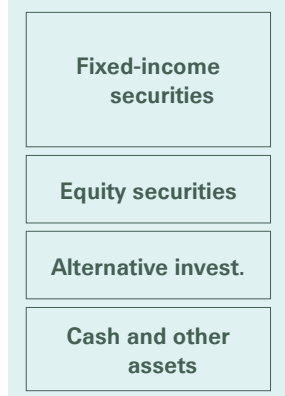 Fixed-income
securities
Equity securities
Alternative invest.
Cash and other
assets